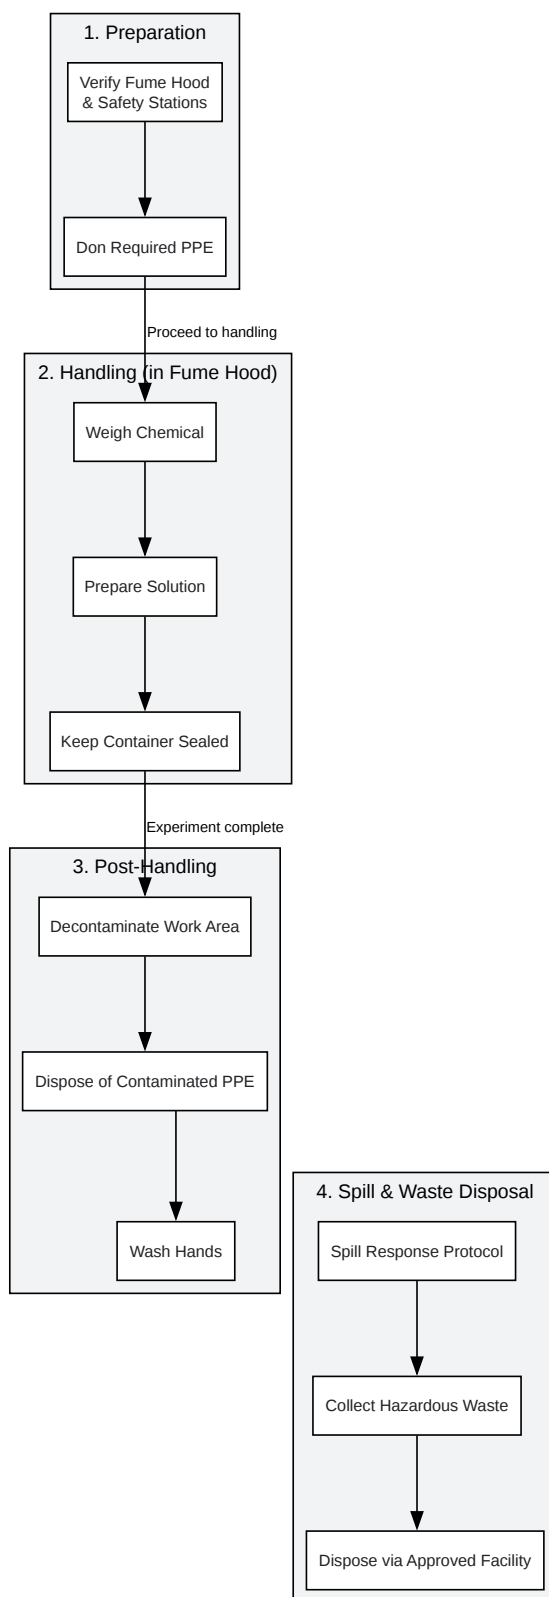 1. Preparation
Verify Fume Hood
& Safety Stations
Don Required PPE
Proceed to handling
2. Handling (in Fume Hood)
Weigh Chemical
Prepare Solution
Keep Container Sealed
Experiment complete
3. Post-Handling
Decontaminate Work Area
Dispose of Contaminated PPE
Wash Hands
4. Spill & Waste Disposal
Spill Response Protocol
Collect Hazardous Waste
Dispose via Approved Facility